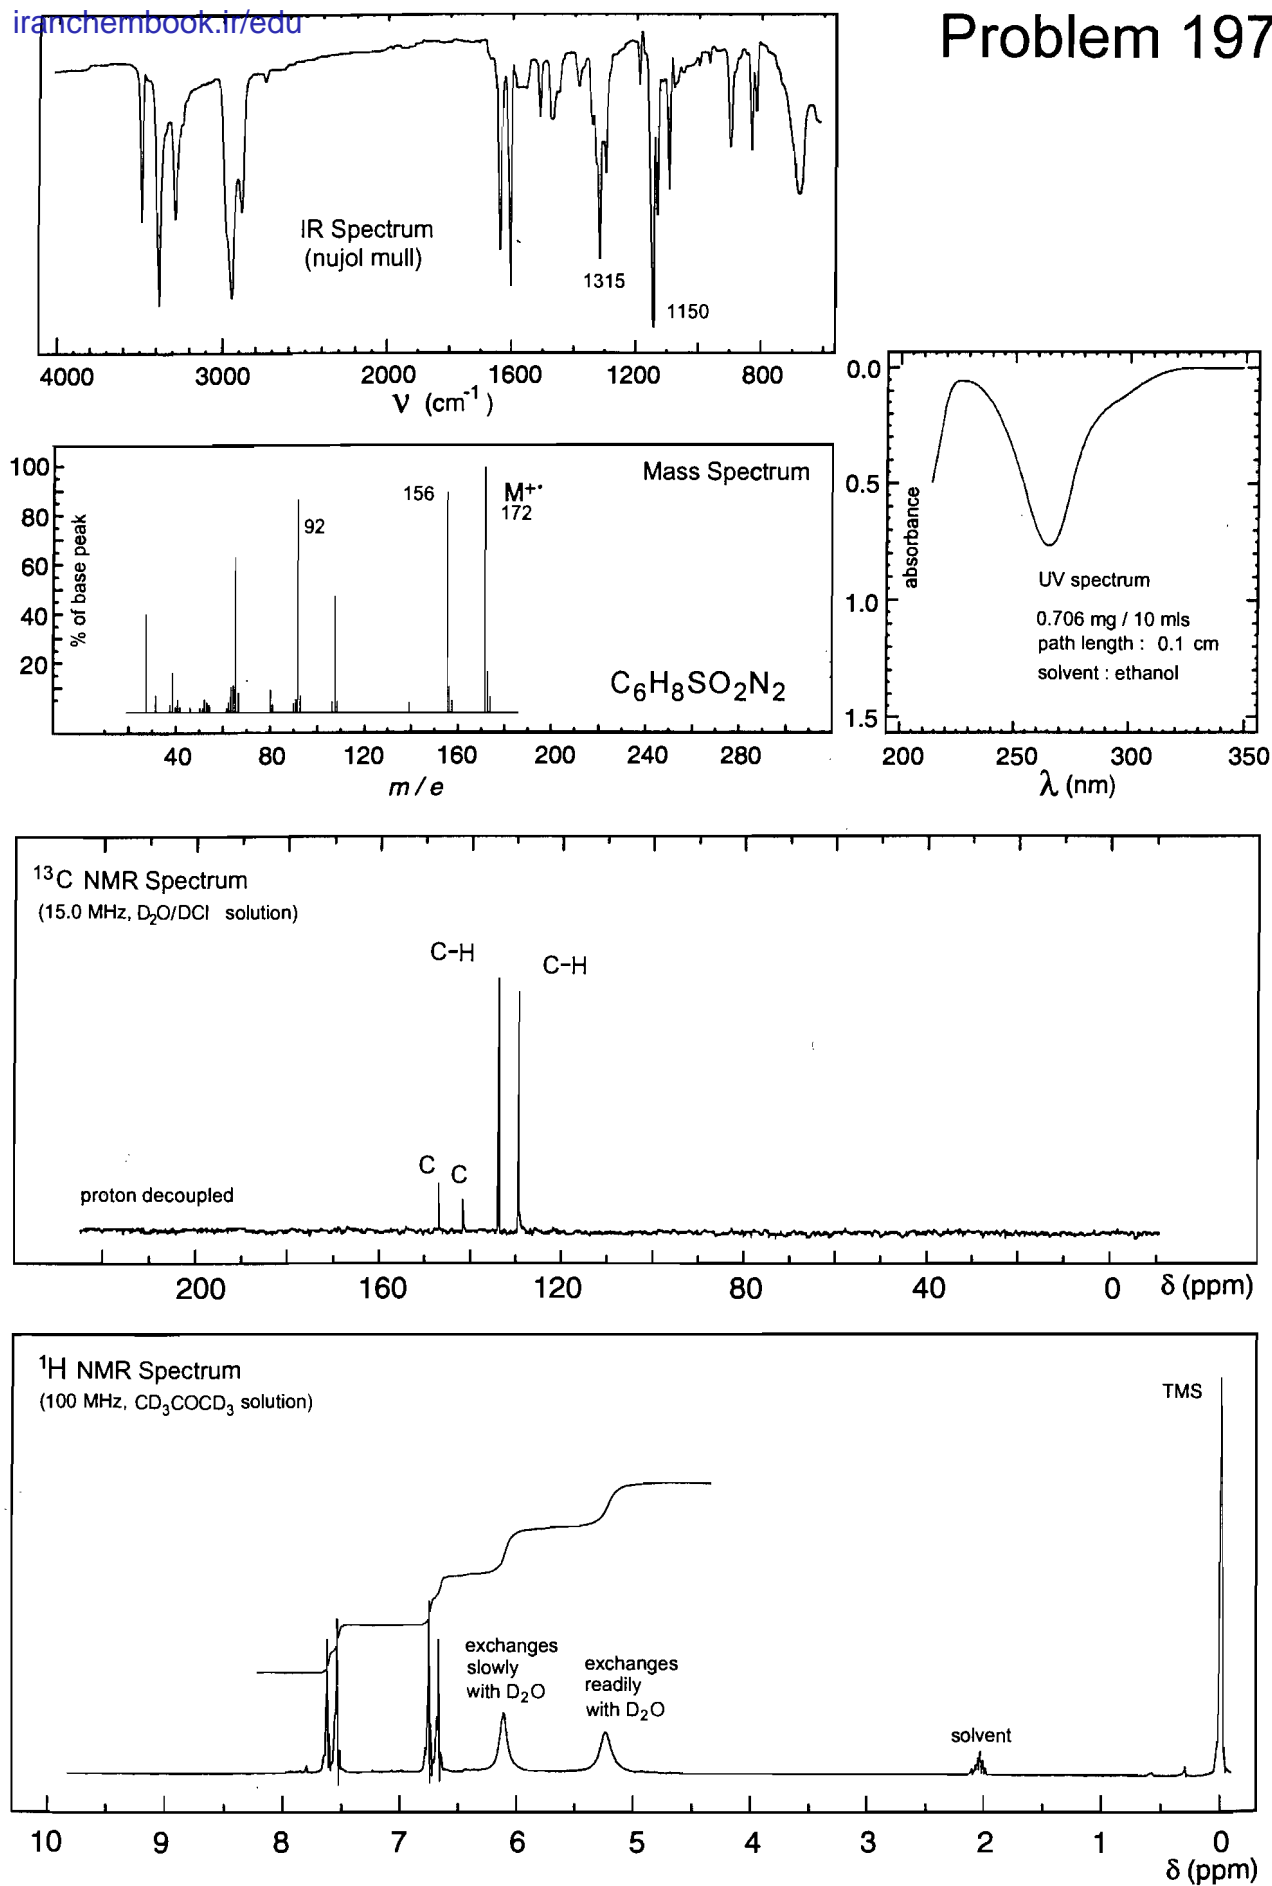 iranchembook.ir/edu
Problem 197
IR Spectrum
(nujol mull)
1315
1150
4000 3000 2000 1600 1200 800
ν (cm⁻¹)
Mass Spectrum
100
80
60
40
20
% of base peak
92
156
M⁺·
172
C₆H₈SO₂N₂
40 80 120 160 200 240 280
m / e
0.0
0.5
1.0
1.5
absorbance
UV spectrum
0.706 mg / 10 mls
path length : 0.1 cm
solvent : ethanol
200 250 300 350
λ (nm)
¹³C NMR Spectrum
(15.0 MHz, D₂O/DCl solution)
C-H
C-H
C
C
proton decoupled
200 160 120 80 40 0 δ (ppm)
¹H NMR Spectrum
(100 MHz, CD₃COCD₃ solution)
TMS
exchanges
slowly
with D₂O
exchanges
readily
with D₂O
solvent
10 9 8 7 6 5 4 3 2 1 0
δ (ppm)